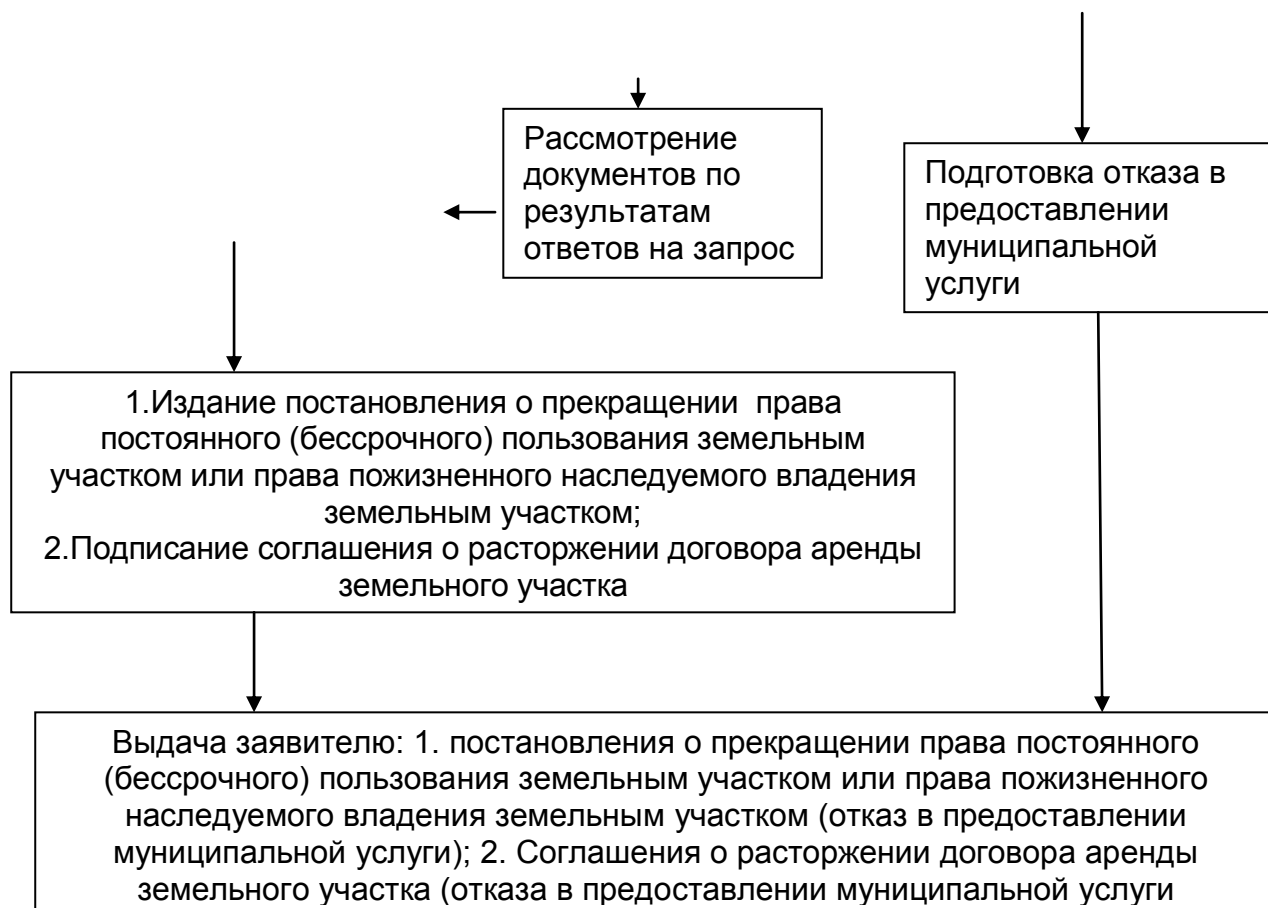 Рассмотрение
документов по
результатам
ответов на запрос
Подготовка отказа в
предоставлении
муниципальной
услуги
1.Издание постановления о прекращении  права
постоянного (бессрочного) пользования земельным
участком или права пожизненного наследуемого владения
земельным участком;
2.Подписание соглашения о расторжении договора аренды
земельного участка
Выдача заявителю: 1. постановления о прекращении права постоянного
(бессрочного) пользования земельным участком или права пожизненного
наследуемого владения земельным участком (отказ в предоставлении
муниципальной услуги); 2. Соглашения о расторжении договора аренды
земельного участка (отказа в предоставлении муниципальной услуги